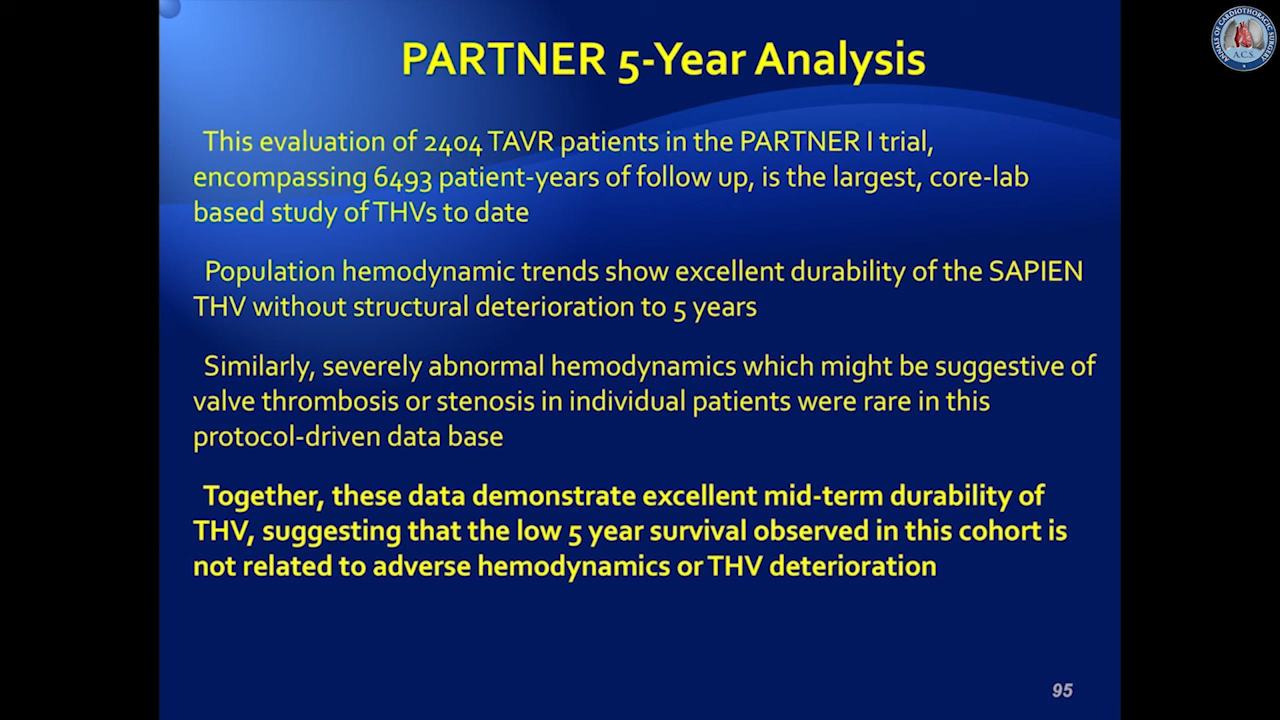 PARTNER 5-Year Analysis
This evaluation of 2404 TAVR patients in the PARTNER I trial,
encompassing 6493 patient-years of follow up, is the largest, core-lab
based study of THVs to date
Population hemodynamic trends show excellent durability of the SAPIEN
THV without structural deterioration to 5 years
Similarly, severely abnormal hemodynamics which might be suggestive of
valve thrombosis or stenosis in individual patients were rare in this
protocol-driven data base
Together, these data demonstrate excellent mid-term durability of
THV, suggesting that the low 5 year survival observed in this cohort is
not related to adverse hemodynamics or THV deterioration
95
ANNALS OF CARDIOTHORACIC SURGERY
A.C.S